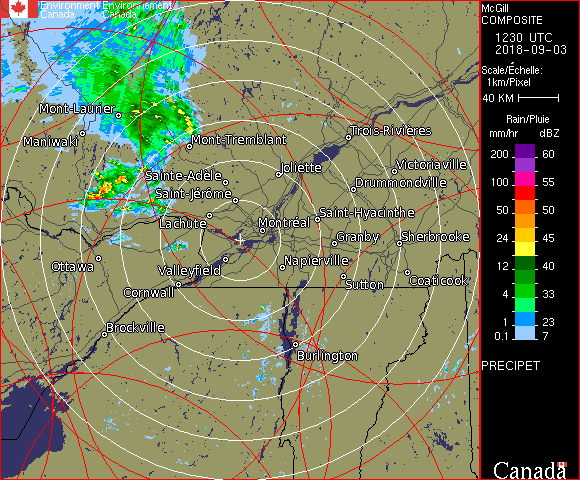 Environment Environnement
Canada Canada
McGill
COMPOSITE
1230 UTC
2018-09-03
Scale/Échelle:
1km/Pixel
40 KM
Rain/Pluie
mm/hr dBZ
200 60
100 55
50 50
24 45
12 40
4 33
1 23
0.1 7
PRECIPET
Canada
Mont-Laurier
Maniwaki
Mont-Tremblant
Trois-Rivières
Joliette
Victoriaville
Sainte-Adèle
Drummondville
Saint-Jérôme
Saint-Hyacinthe
Lachute
Montréal
Granby
Sherbrooke
Ottawa
Valleyfield
Napierville
Cornwall
Sutton
Coaticook
Brockville
Burlington